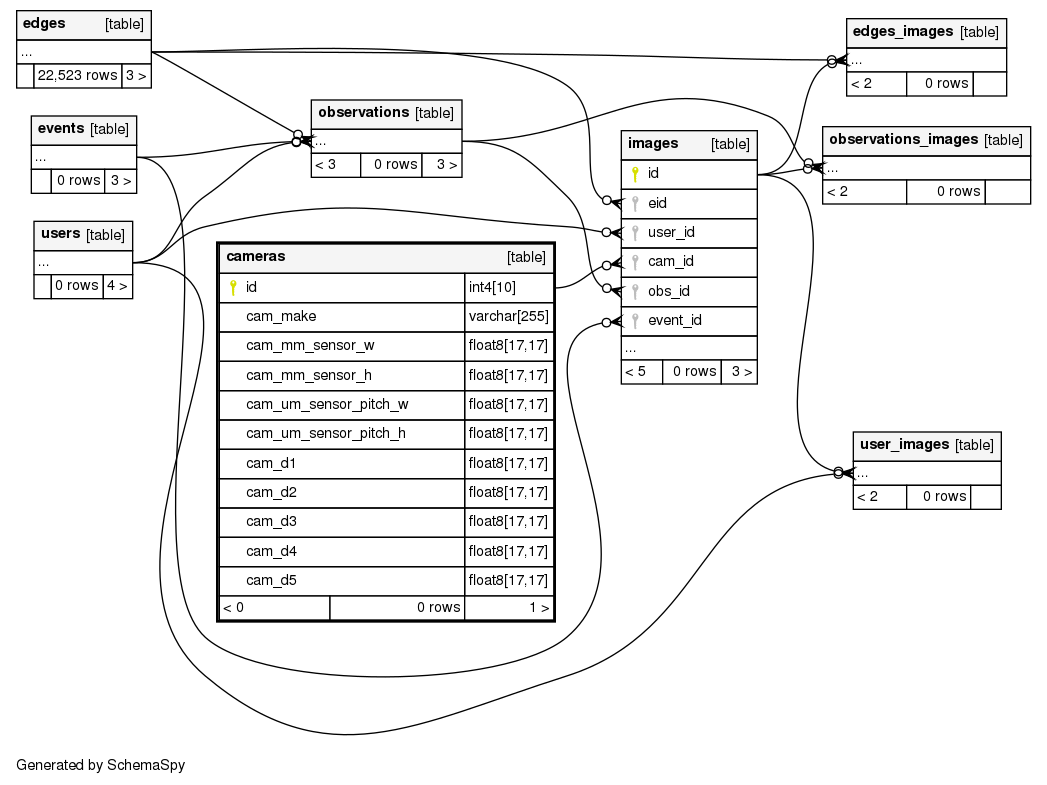 edges [table]
...
22,523 rows 3 >
events [table]
...
0 rows 3 >
users [table]
...
0 rows 4 >
observations [table]
...
< 3 0 rows 3 >
cameras [table]
id int4[10]
cam_make varchar[255]
cam_mm_sensor_w float8[17,17]
cam_mm_sensor_h float8[17,17]
cam_um_sensor_pitch_w float8[17,17]
cam_um_sensor_pitch_h float8[17,17]
cam_d1 float8[17,17]
cam_d2 float8[17,17]
cam_d3 float8[17,17]
cam_d4 float8[17,17]
cam_d5 float8[17,17]
< 0 0 rows 1 >
images [table]
id
eid
user_id
cam_id
obs_id
event_id
...
< 5 0 rows 3 >
edges_images [table]
...
< 2 0 rows
observations_images [table]
...
< 2 0 rows
user_images [table]
...
< 2 0 rows
Generated by SchemaSpy